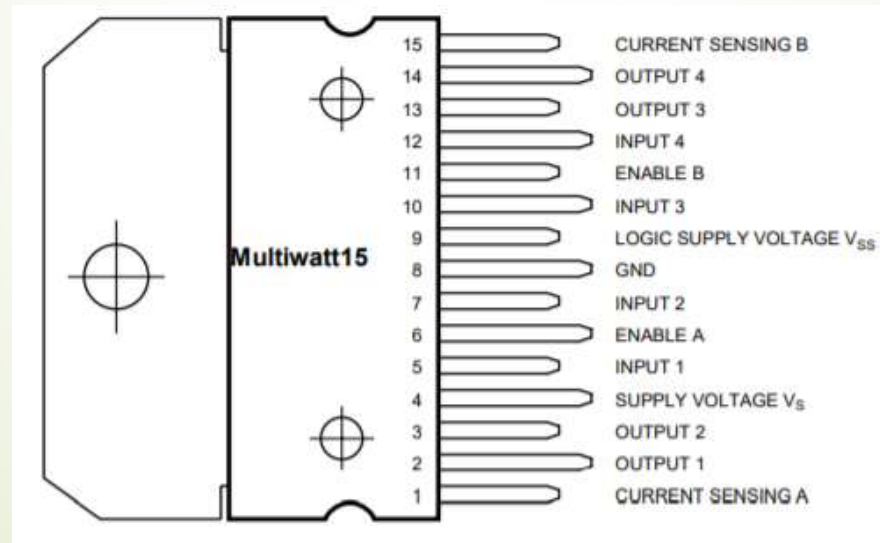 15 CURRENT SENSING B
14 OUTPUT 4
13 OUTPUT 3
12 INPUT 4
11 ENABLE B
10 INPUT 3
9 LOGIC SUPPLY VOLTAGE VSS
Multiwatt15
8 GND
7 INPUT 2
6 ENABLE A
5 INPUT 1
4 SUPPLY VOLTAGE VS
3 OUTPUT 2
2 OUTPUT 1
1 CURRENT SENSING A